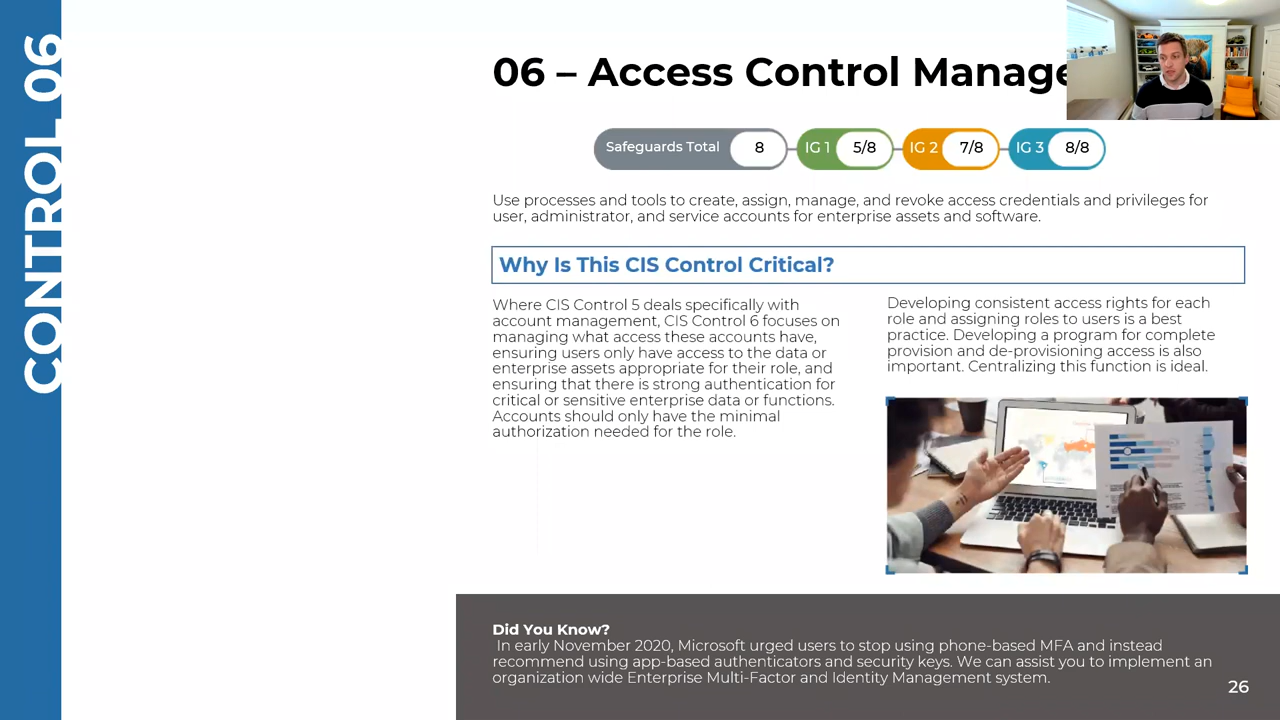 CONTROL 06
06 – Access Control Manage
Safeguards Total 8 IG 1 5/8 IG 2 7/8 IG 3 8/8
Use processes and tools to create, assign, manage, and revoke access credentials and privileges for
user, administrator, and service accounts for enterprise assets and software.
Why Is This CIS Control Critical?
Where CIS Control 5 deals specifically with
account management, CIS Control 6 focuses on
managing what access these accounts have,
ensuring users only have access to the data or
enterprise assets appropriate for their role, and
ensuring that there is strong authentication for
critical or sensitive enterprise data or functions.
Accounts should only have the minimal
authorization needed for the role.
Developing consistent access rights for each
role and assigning roles to users is a best
practice. Developing a program for complete
provision and de-provisioning access is also
important. Centralizing this function is ideal.
Did You Know?
In early November 2020, Microsoft urged users to stop using phone-based MFA and instead
recommend using app-based authenticators and security keys. We can assist you to implement an
organization wide Enterprise Multi-Factor and Identity Management system.
26